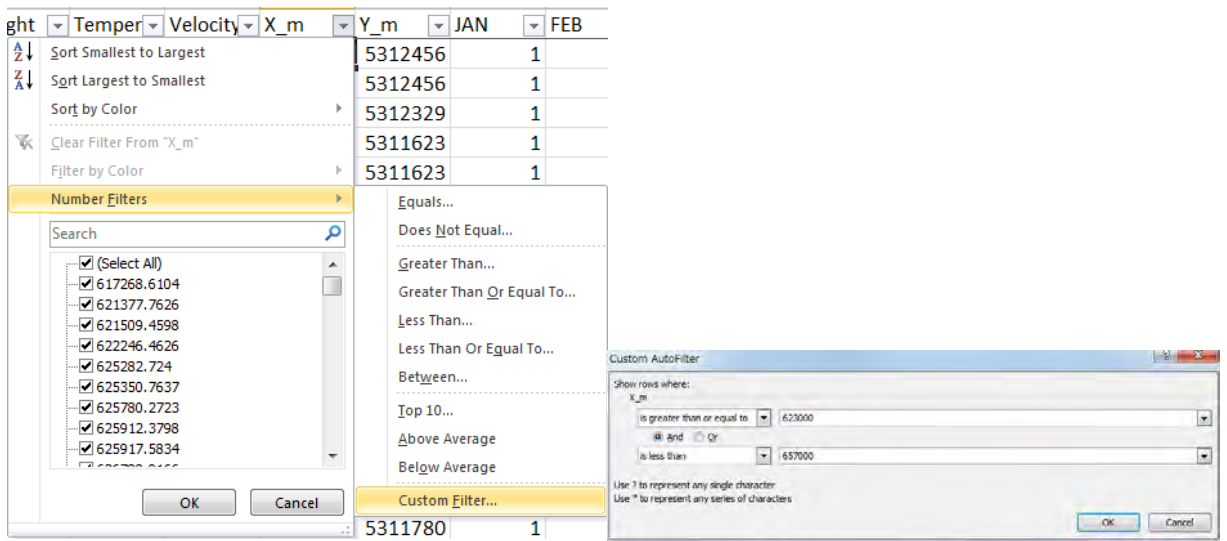 ght Temper Velocity X_m Y_m JAN FEB
Sort Smallest to Largest
Sort Largest to Smallest
Sort by Color
Clear Filter From "X_m"
Filter by Color
Number Filters
Search
(Select All)
617268.6104
621377.7626
621509.4598
622246.4626
625282.724
625350.7637
625780.2723
625912.3798
625917.5834
OK Cancel
5312456 1
5312456 1
5312329 1
5311623 1
5311623 1
Equals...
Does Not Equal...
Greater Than...
Greater Than Or Equal To...
Less Than...
Less Than Or Equal To...
Between...
Top 10...
Above Average
Below Average
Custom Filter...
5311780 1
Custom AutoFilter
Show rows where:
X_m
is greater than or equal to 623000
And Or
is less than 657000
Use ? to represent any single character
Use * to represent any series of characters
OK Cancel